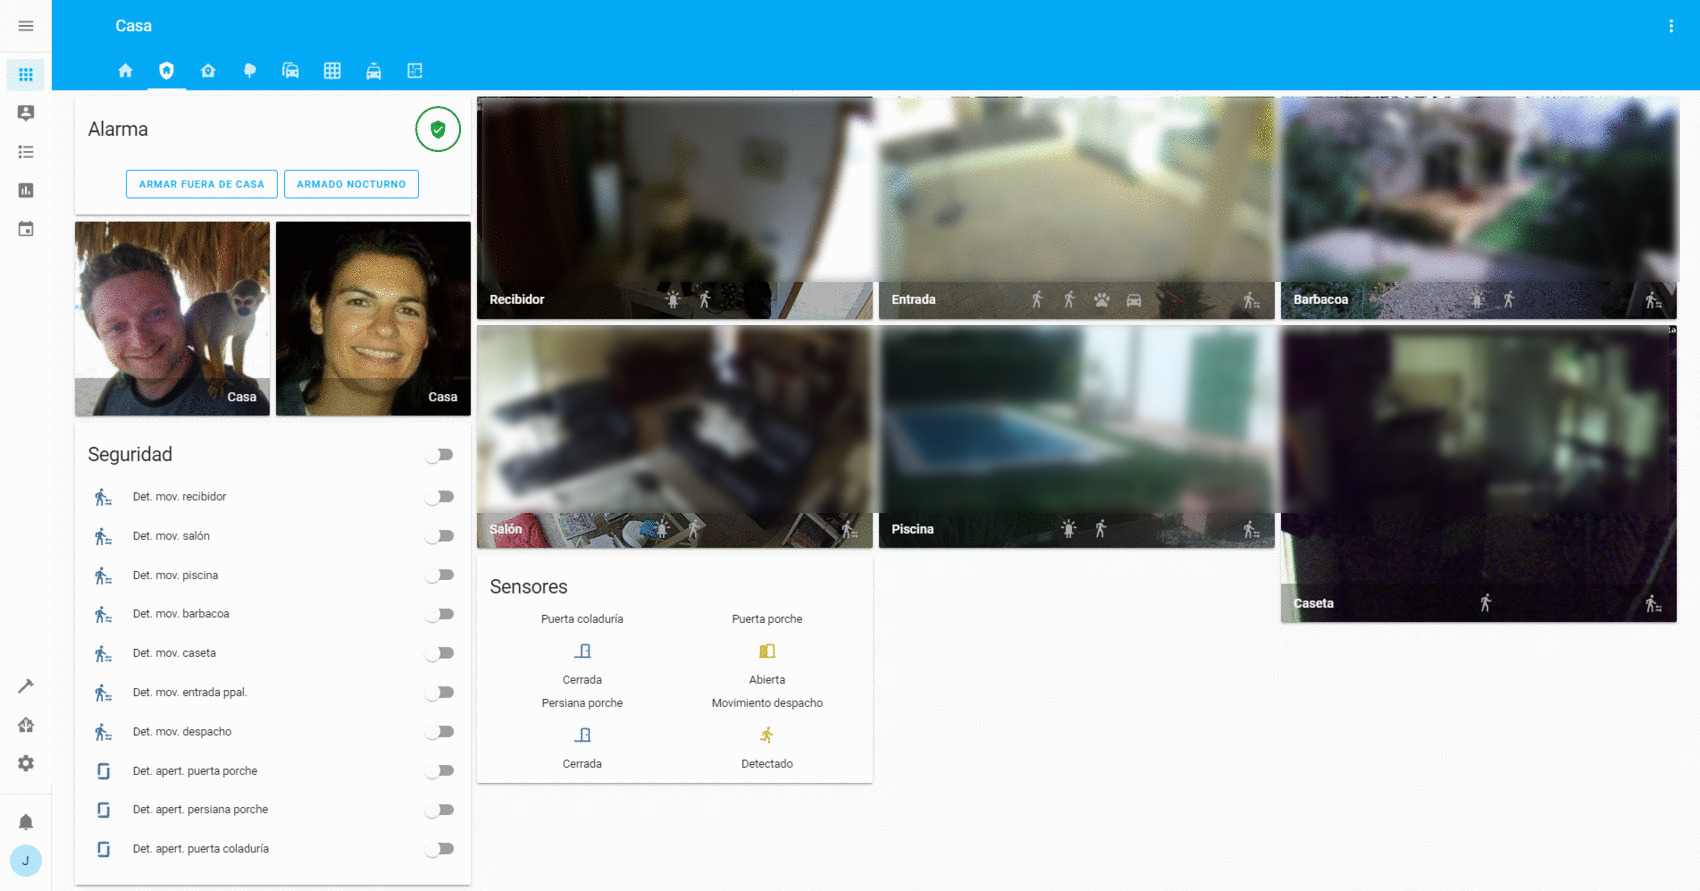 Casa
Alarma
ARMAR FUERA DE CASA
ARMADO NOCTURNO
Casa
Casa
Seguridad
Det. mov. recibidor
Det. mov. salón
Det. mov. piscina
Det. mov. barbacoa
Det. mov. caseta
Det. mov. entrada ppal.
Det. mov. despacho
Det. apert. puerta porche
Det. apert. persiana porche
Det. apert. puerta coladuría
J
Recibidor
Entrada
Barbacoa
Salón
Piscina
Caseta
Sensores
Puerta coladuría
Puerta porche
Cerrada
Abierta
Persiana porche
Movimiento despacho
Cerrada
Detectado